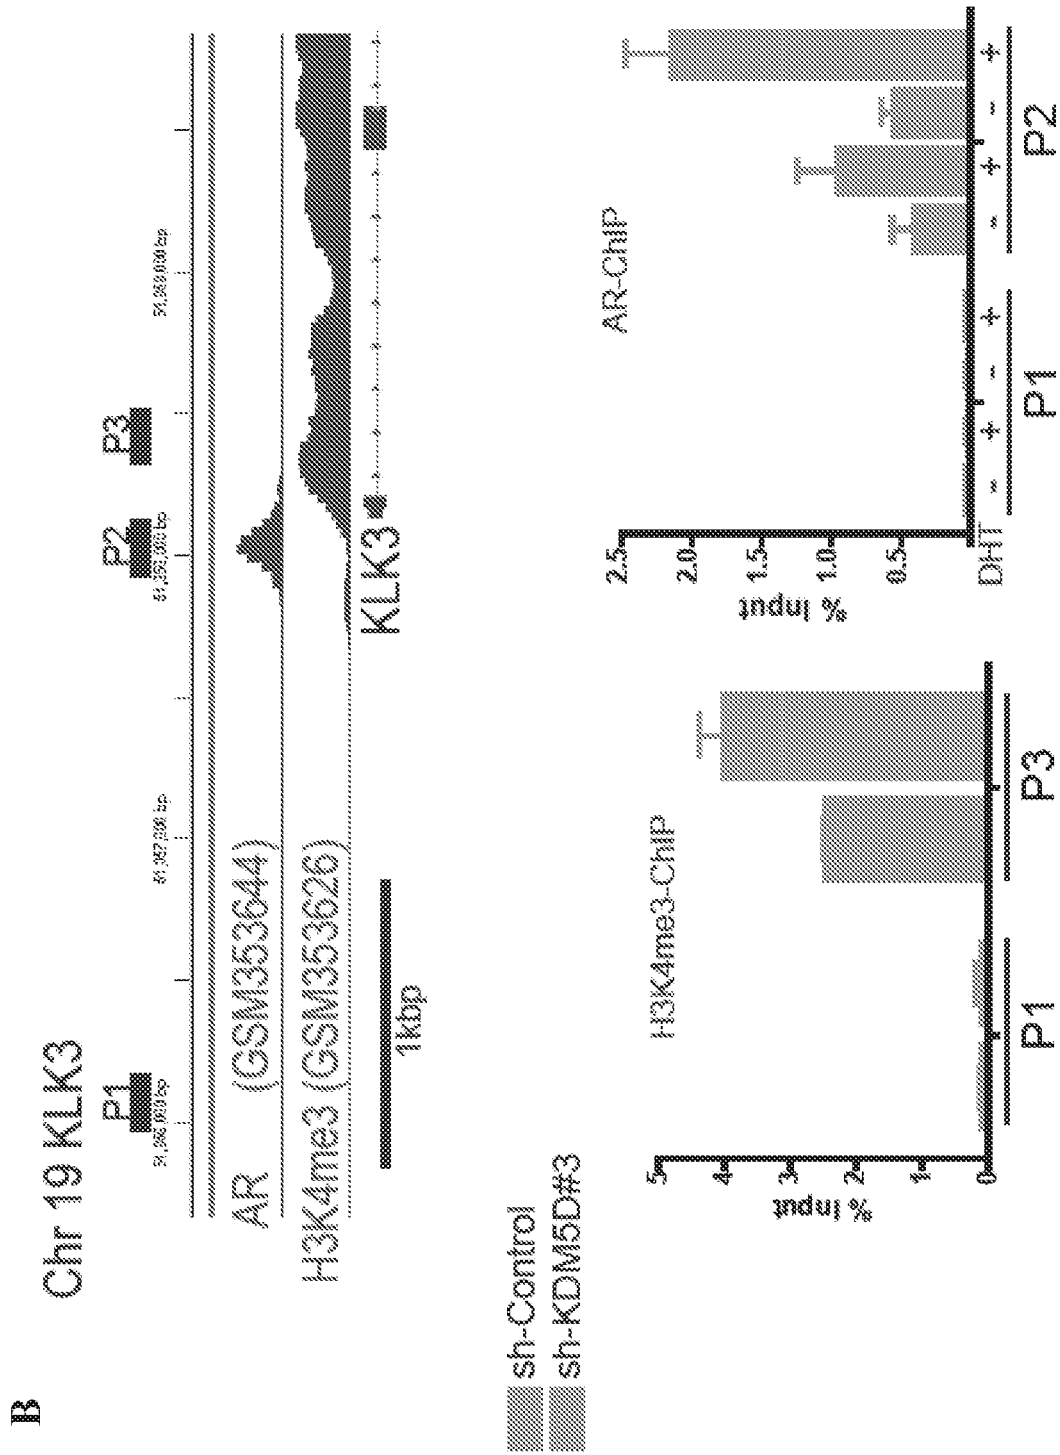 B
Chr 19 KLK3
P1
P2
P3
AR (GSM353644)
H3K4me3 (GSM353626)
1kbp
KLK3
sh-Control
sh-KDM5D#3
H3K4me3-ChIP
% Input
5
4
3
2
1
0
P1
P3
AR-ChIP
% Input
2.5
2.0
1.5
1.0
0.5
DHT - + - + - + - +
P1
P2